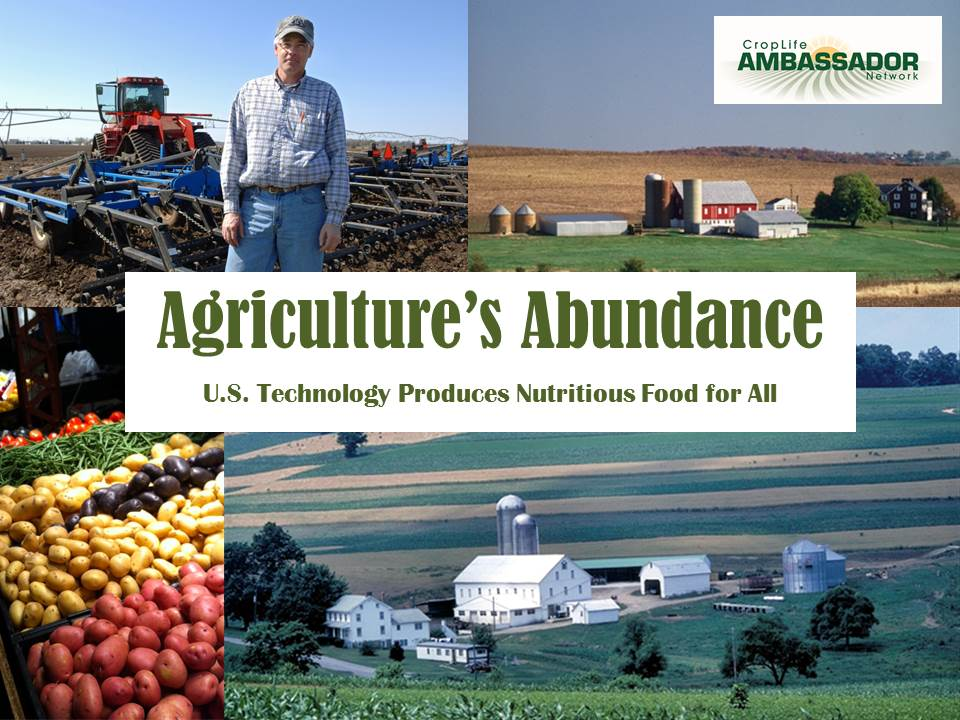 CropLife
AMBASSADOR
Network
Agriculture’s Abundance
U.S. Technology Produces Nutritious Food for All